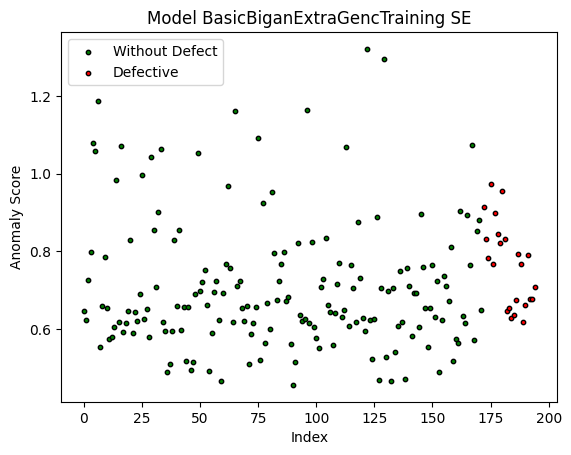 Model BasicBiganExtraGencTraining SE
Without Defect
Defective
1.2
1.0
0.8
0.6
Anomaly Score
0 25 50 75 100 125 150 175 200
Index